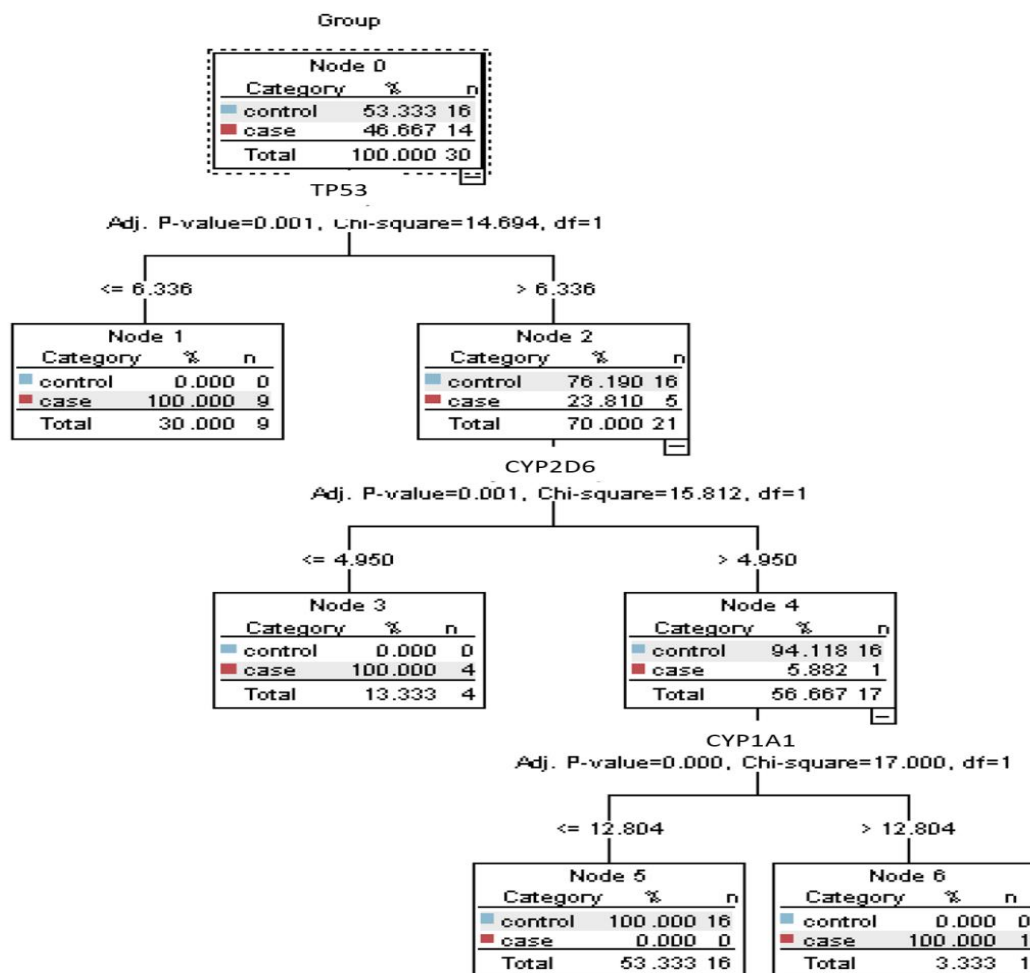 Group
Node 0
Category % n
control 53.333 16
case 46.667 14
Total 100.000 30
TP53
Adj. P-value=0.001, Chi-square=14.694, df=1
<= 6.336
> 6.336
Node 1
Category % n
control 0.000 0
case 100.000 9
Total 30.000 9
Node 2
Category % n
control 76.190 16
case 23.810 5
Total 70.000 21
CYP2D6
Adj. P-value=0.001, Chi-square=15.812, df=1
<= 4.950
> 4.950
Node 3
Category % n
control 0.000 0
case 100.000 4
Total 13.333 4
Node 4
Category % n
control 94.118 16
case 5.882 1
Total 56.667 17
CYP1A1
Adj. P-value=0.000, Chi-square=17.000, df=1
<= 12.804
> 12.804
Node 5
Category % n
control 100.000 16
case 0.000 0
Total 53.333 16
Node 6
Category % n
control 0.000 0
case 100.000 1
Total 3.333 1